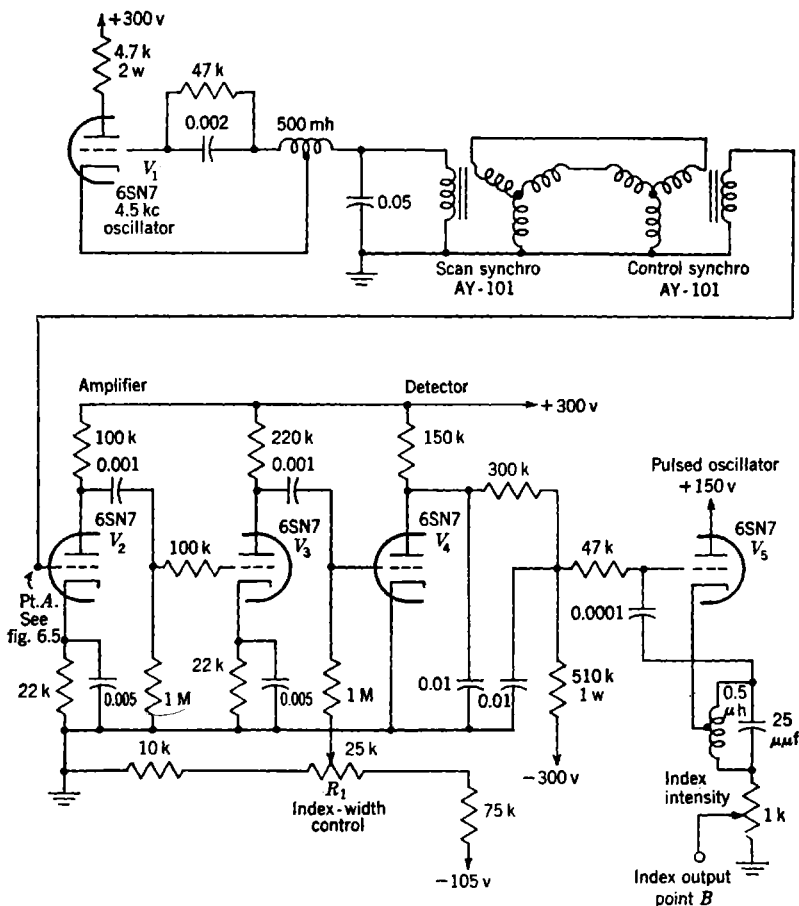 +300 v
4.7 k
2 w
47 k
0.002
500 mh
V1
6SN7
4.5 kc
oscillator
0.05
Scan synchro
AY-101
Control synchro
AY-101
Amplifier
Detector
+300 v
100 k
220 k
150 k
0.001
0.001
300 k
Pulsed oscillator
+150 v
6SN7
V2
6SN7
V3
6SN7
V4
6SN7
V5
100 k
47 k
0.0001
Pt.A.
See
fig. 6.5
22 k
0.005
1 M
22 k
0.005
1 M
0.01
0.01
510 k
1 w
0.5
μh
25
μμf
10 k
25 k
R1
Index-width
control
75 k
-300 v
-105 v
Index
intensity
1 k
Index output
point B